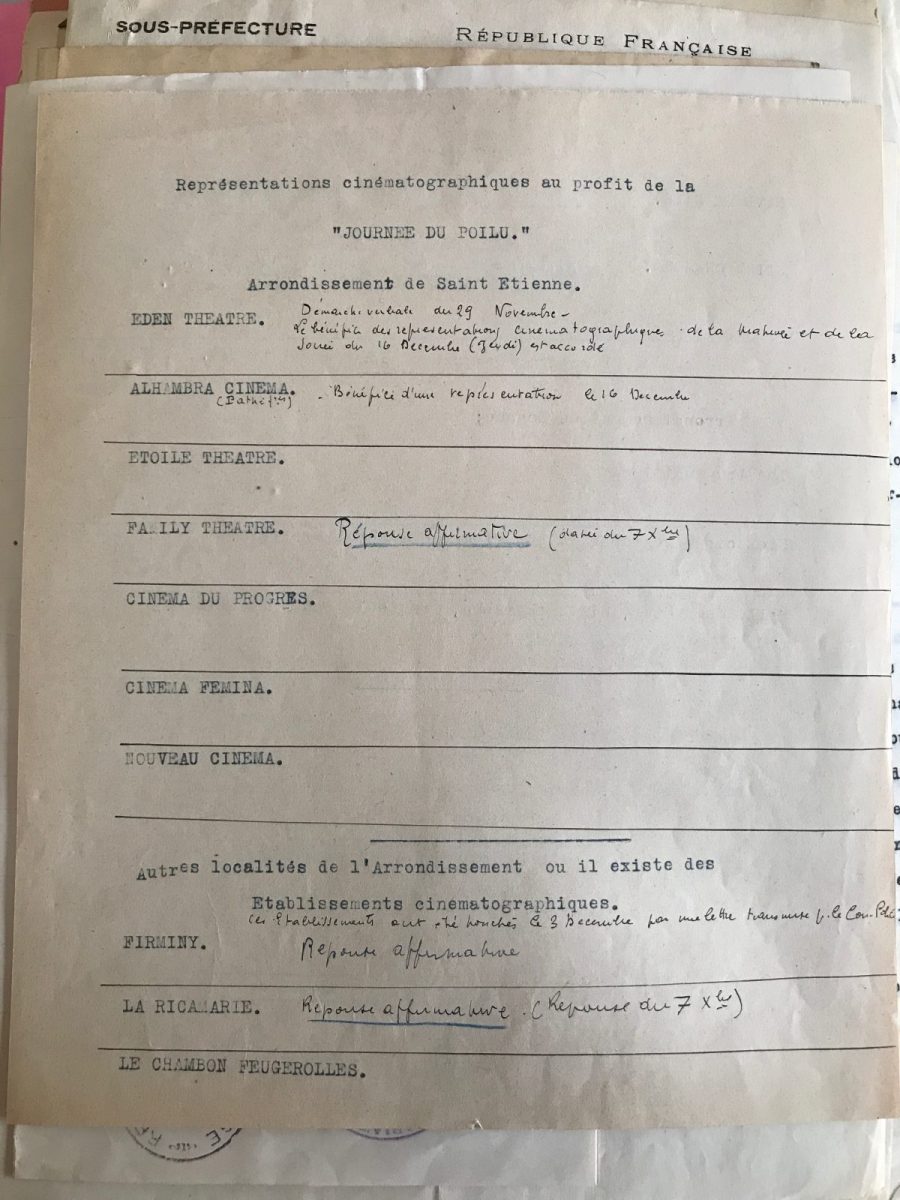 SOUS-PRÉFECTURE
RÉPUBLIQUE FRANÇAISE
Représentations cinématographiques au profit de la
"JOURNEE DU POILU."
Arrondissement de Saint Etienne.
EDEN THEATRE. Démarche verbale du 29 Novembre -
Le bénéfice des représentations cinématographiques de la Matinée et de la
Soirée du 16 Décembre (Jeudi) est accordé
ALHAMBRA CINEMA. - Bénéfice d'une représentation le 16 Décembre
(Pathé f res)
ETOILE THEATRE.
FAMILY THEATRE. Réponse affirmative (datée du 7 Xbre)
CINEMA DU PROGRES.
CINEMA FEMINA.
NOUVEAU CINEMA.
Autres localités de l'Arrondissement ou il existe des
Etablissements cinematographiques.
Ces Etablissements ont été touchés le 3 Décembre par une lettre transmise p. le Com.
FIRMINY. Réponse affirmative
LA RICAMARIE. Réponse affirmative. (Réponse du 7 Xbre)
LE CHAMBON FEUGEROLLES.